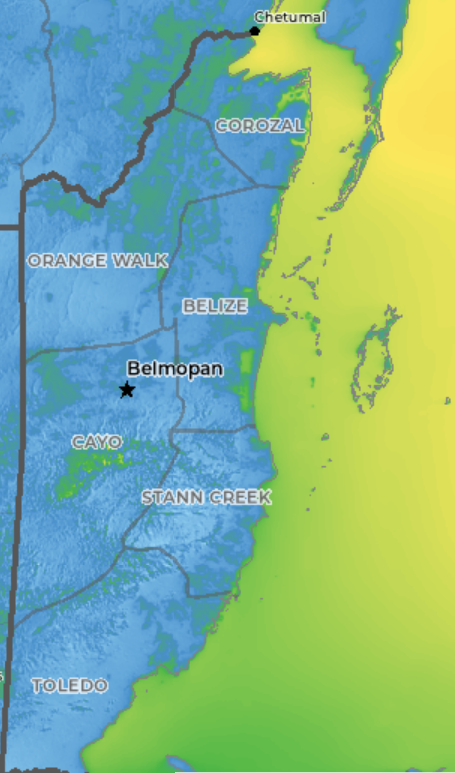 Chetumal
COROZAL
ORANGE WALK
BELIZE
Belmopan
CAYO
STANN CREEK
TOLEDO